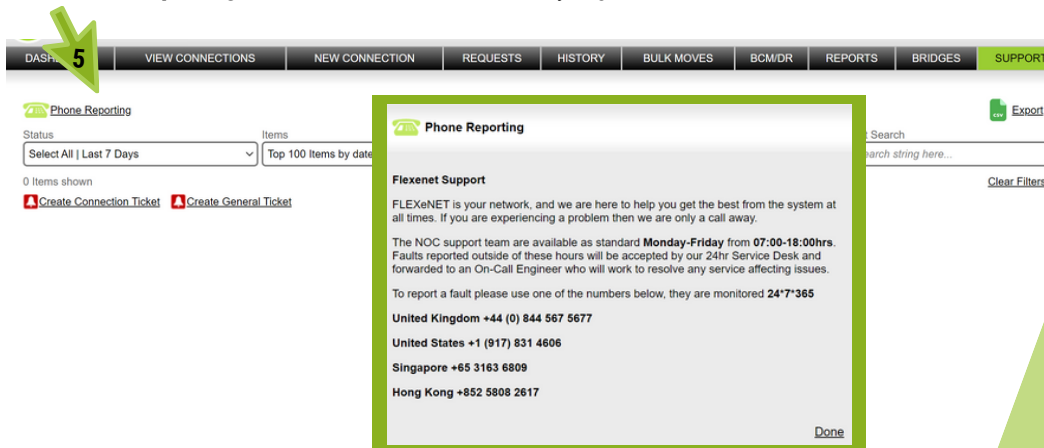 5
VIEW CONNECTIONS NEW CONNECTION REQUESTS HISTORY BULK MOVES BCM/DR REPORTS BRIDGES SUPPORT
Phone Reporting
Export
Status Items Search
Select All | Last 7 Days Top 100 Items by date search string here...
0 Items shown
Clear Filters
Create Connection Ticket Create General Ticket
Phone Reporting
Flexenet Support
FLEXeNET is your network, and we are here to help you get the best from the system at
all times. If you are experiencing a problem then we are only a call away.
The NOC support team are available as standard Monday-Friday from 07:00-18:00hrs.
Faults reported outside of these hours will be accepted by our 24hr Service Desk and
forwarded to an On-Call Engineer who will work to resolve any service affecting issues.
To report a fault please use one of the numbers below, they are monitored 24*7*365
United Kingdom +44 (0) 844 567 5677
United States +1 (917) 831 4606
Singapore +65 3163 6809
Hong Kong +852 5808 2617
Done